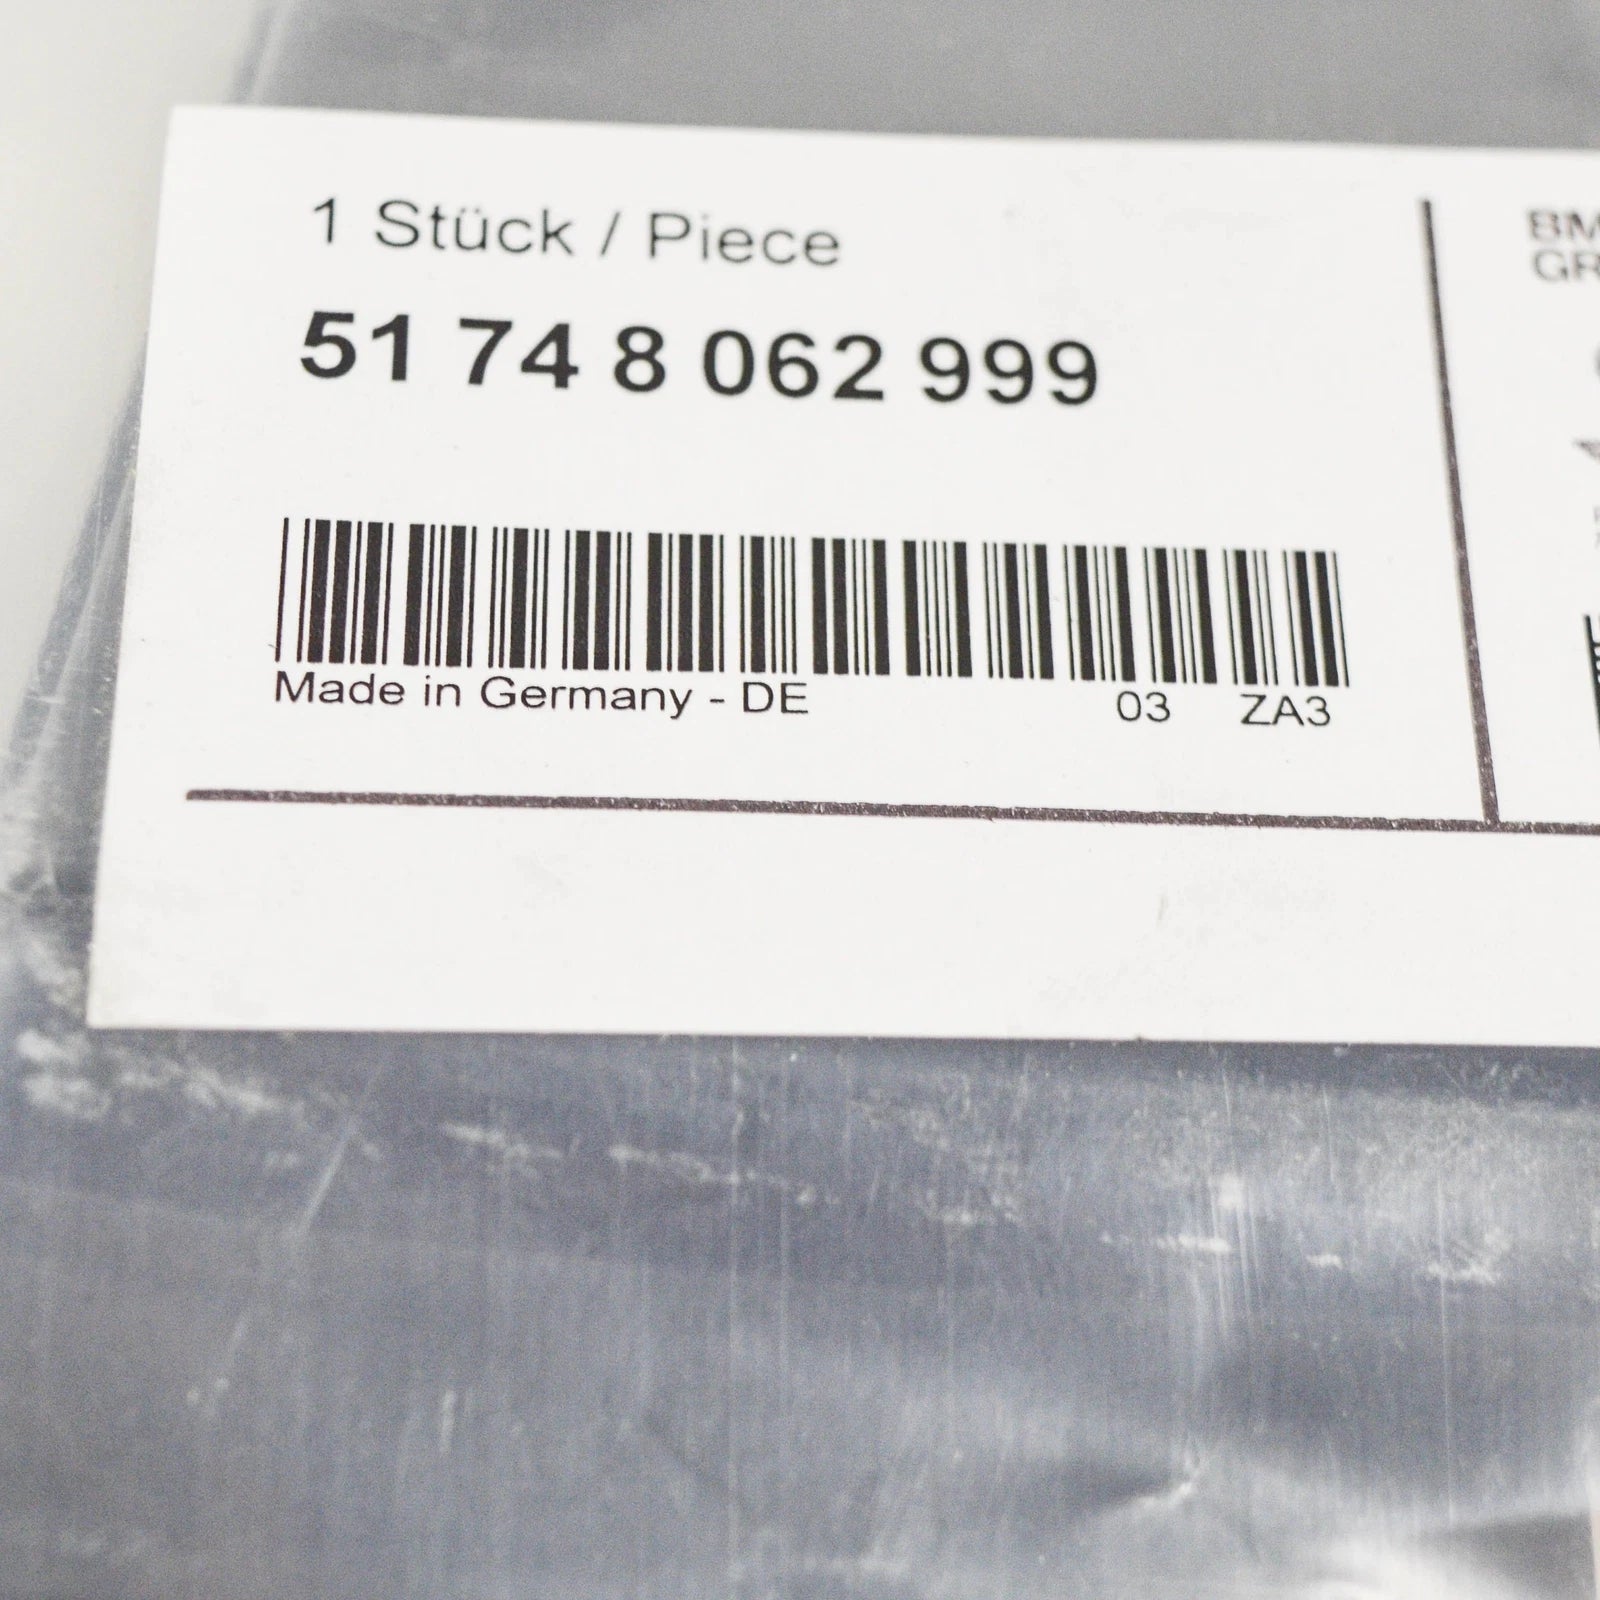 1 Stück / Piece
51 74 8 062 999
Made in Germany - DE 03 ZA3